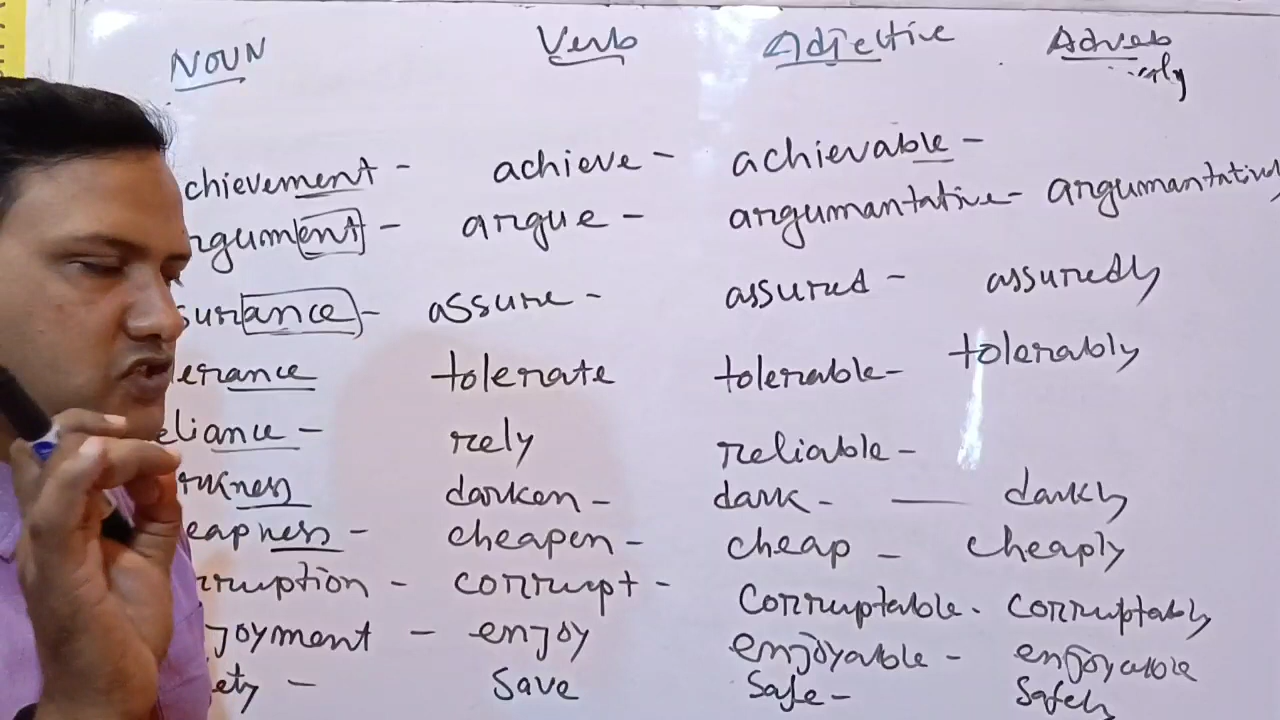 NOUN Verb Adjective Adverb
ly
chievement - achieve - achievable -
rgument - argue - argumantative - argumantativ
surance - assure - assured - assuredly
lerance tolerate tolerable - tolerably
eliance - rely reliable -
rkness darken - dark - — darkly
eapness - cheapen - cheap - cheaply
rruption - corrupt - Corruptable - corruptably
joyment - enjoy enjoyable - enjoyable
ety - Save Safe - Safely